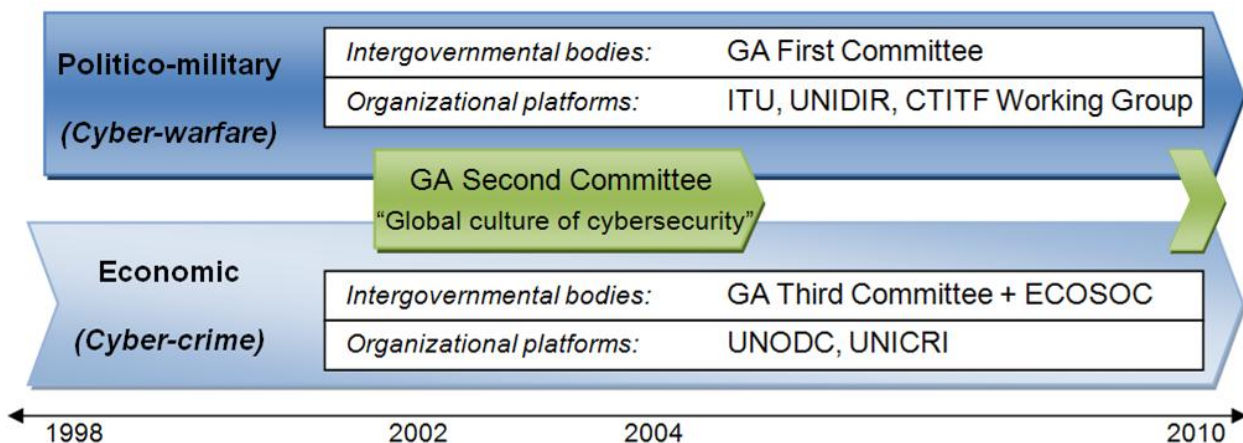 Politico-military
(Cyber-warfare)
Intergovernmental bodies: GA First Committee
Organizational platforms: ITU, UNIDIR, CTITF Working Group
GA Second Committee
“Global culture of cybersecurity”
Economic
(Cyber-crime)
Intergovernmental bodies: GA Third Committee + ECOSOC
Organizational platforms: UNODC, UNICRI
1998 2002 2004 2010